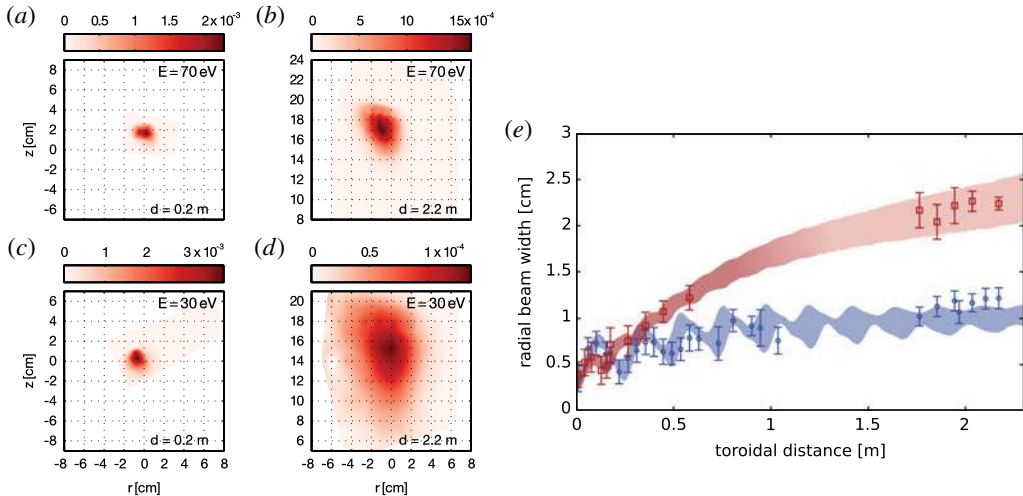 (a)
0 0.5 1 1.5 2×10⁻³
E = 70 eV
8
6
4
2
0
-2
-4
-6
z [cm]
d = 0.2 m
(b)
0 5 10 15×10⁻⁴
E = 70 eV
24
22
20
18
16
14
12
10
8
d = 2.2 m
(c)
0 1 2 3×10⁻³
E = 30 eV
6
4
2
0
-2
-4
-6
-8
z [cm]
d = 0.2 m
-8 -6 -4 -2 0 2 4 6 8
r [cm]
(d)
0 0.5 1×10⁻⁴
E = 30 eV
20
18
16
14
12
10
8
6
d = 2.2 m
-8 -6 -4 -2 0 2 4 6 8
r [cm]
(e)
3
2.5
2
1.5
1
0.5
0
radial beam width [cm]
0 0.5 1 1.5 2
toroidal distance [m]